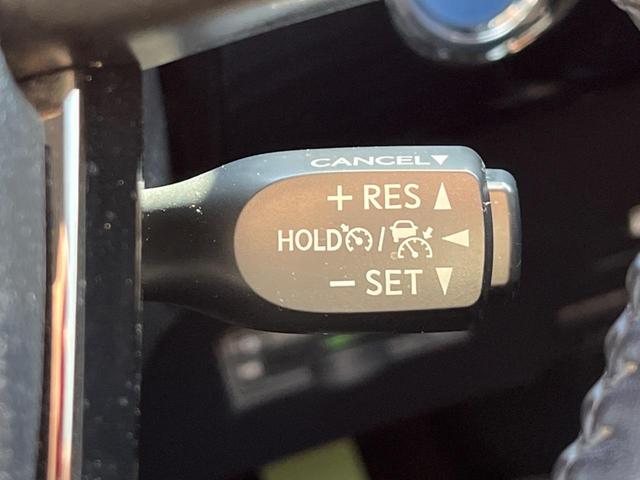 CANCEL▼
+ RES ▲
HOLD / ◀
− SET ▼